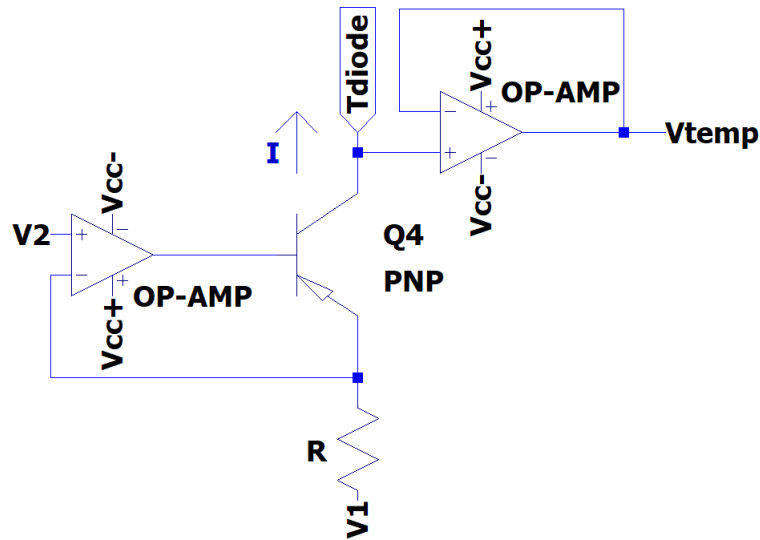 Tdiode
Vcc+
+
OP-AMP
−
+
Vtemp
−
Vcc-
I
Vcc-
−
V2
+
−
+
OP-AMP
Vcc+
Q4
PNP
R
V1